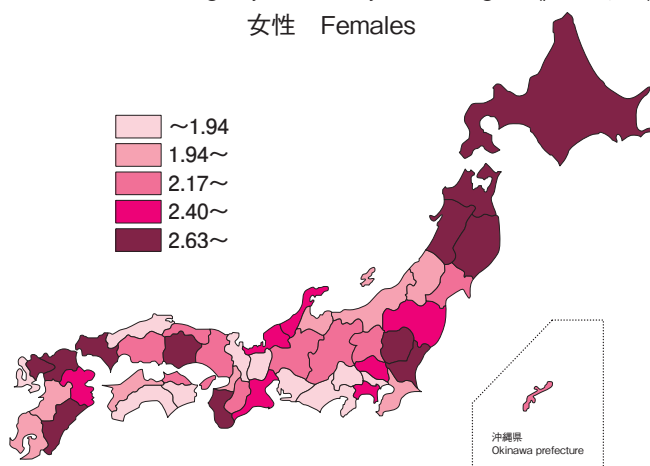 女性 Females
～1.94
1.94～
2.17～
2.40～
2.63～
沖縄県
Okinawa prefecture